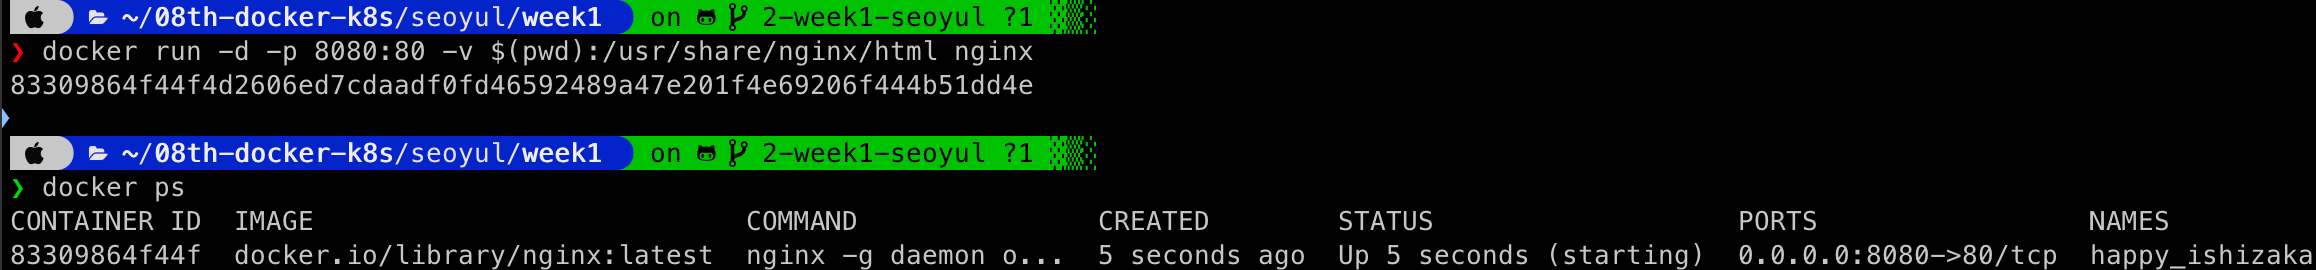 ~/08th-docker-k8s/seoyul/week1 on 2-week1-seoyul ?1
❯ docker run -d -p 8080:80 -v $(pwd):/usr/share/nginx/html nginx
83309864f44f4d2606ed7cdaadf0fd46592489a47e201f4e69206f444b51dd4e
~/08th-docker-k8s/seoyul/week1 on 2-week1-seoyul ?1
❯ docker ps
CONTAINER ID IMAGE COMMAND CREATED STATUS PORTS NAMES
83309864f44f docker.io/library/nginx:latest nginx -g daemon o... 5 seconds ago Up 5 seconds (starting) 0.0.0.0:8080->80/tcp happy_ishizaka